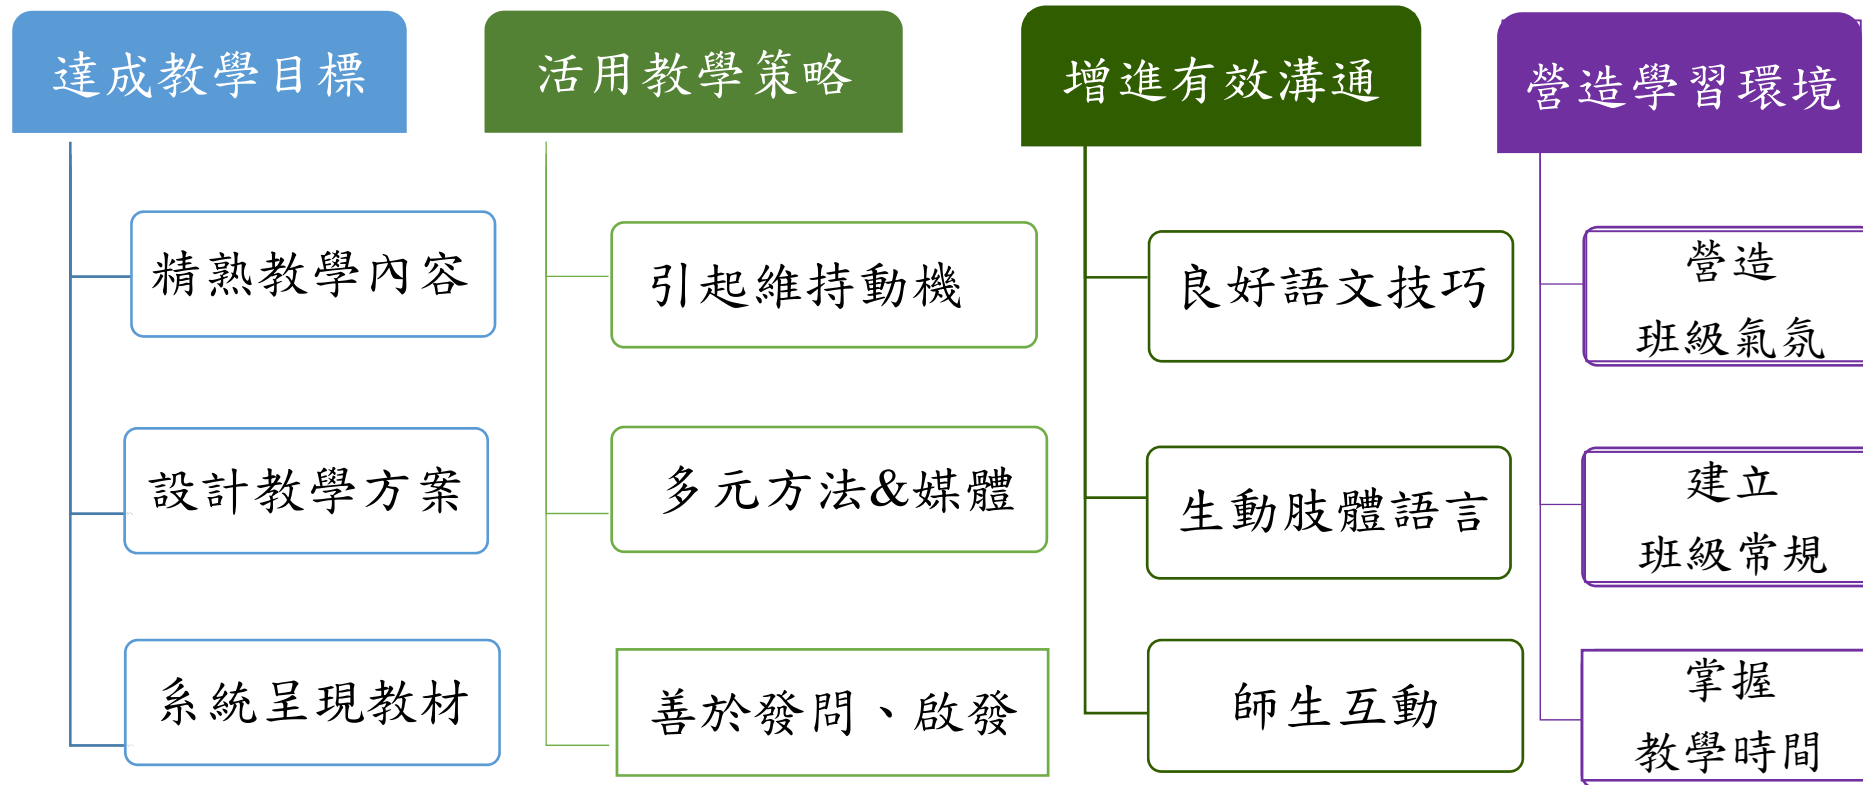 達成教學目標
精熟教學內容
設計教學方案
系統呈現教材
活用教學策略
引起維持動機
多元方法&媒體
善於發問、啟發
增進有效溝通
良好語文技巧
生動肢體語言
師生互動
營造學習環境
營造
班級氣氛
建立
班級常規
掌握
教學時間